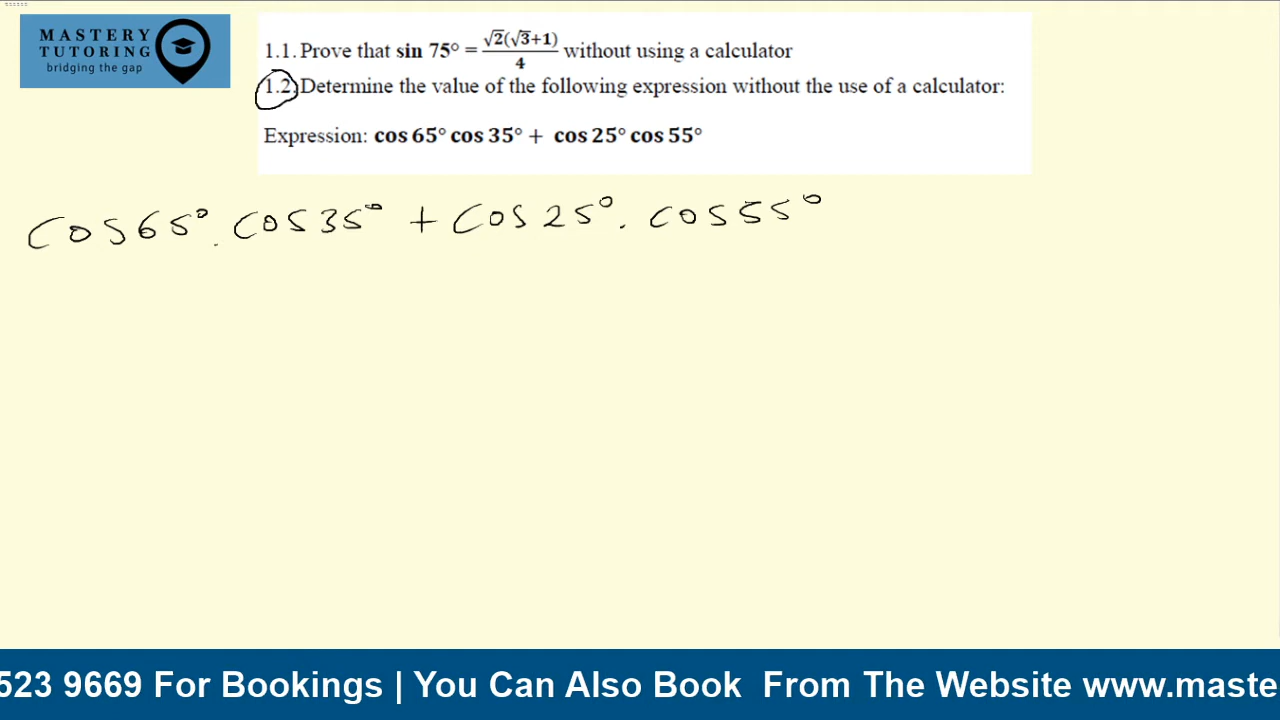 MASTERY
TUTORING
bridging the gap
1.1. Prove that sin 75° = √2(√3+1)/4 without using a calculator
1.2. Determine the value of the following expression without the use of a calculator:
Expression: cos 65° cos 35° + cos 25° cos 55°
cos 65° . cos 35° + cos 25° . cos 55°
523 9669 For Bookings | You Can Also Book From The Website www.maste